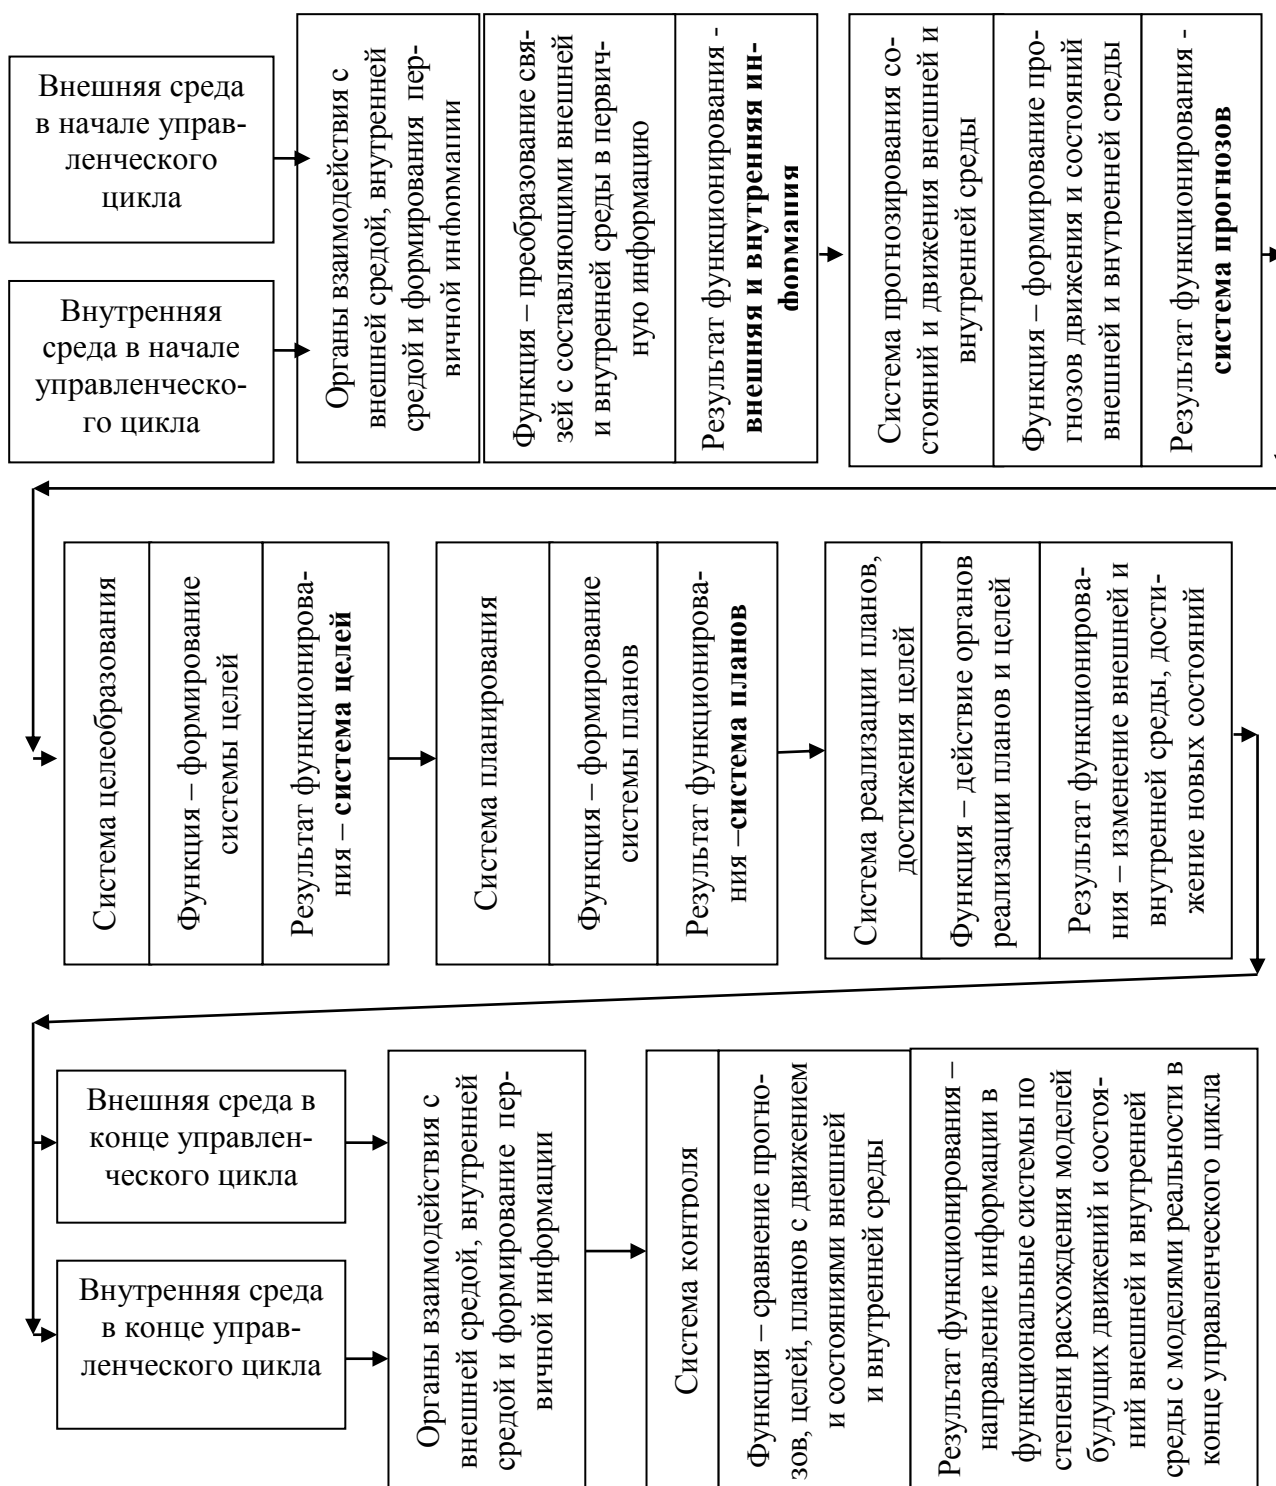 Внешняя среда
в начале управ-
ленческого
цикла
Внутренняя
среда в начале
управленческо-
го цикла
Органы взаимодействия с
внешней средой, внутренней
средой и формирования пер-
вичной информации
Функция – преобразование свя-
зей с составляющими внешней
и внутренней среды в первич-
ную информацию
Результат функционирования -
внешняя и внутренняя ин-
формация
Система прогнозирования со-
стояний и движения внешней и
внутренней среды
Функция – формирование про-
гнозов движения и состояний
внешней и внутренней среды
Результат функционирования -
система прогнозов
Система целеобразования
Функция – формирование
системы целей
Результат функционирова-
ния – система целей
Система планирования
Функция – формирование
системы планов
Результат функционирова-
ния –система планов
Система реализации планов,
достижения целей
Функция – действие органов
реализации планов и целей
Результат функционирова-
ния – изменение внешней и
внутренней среды, дости-
жение новых состояний
Внешняя среда в
конце управлен-
ческого цикла
Внутренняя среда
в конце управ-
ленческого цикла
Органы взаимодействия с
внешней средой, внутренней
средой и формирование пер-
вичной информации
Система контроля
Функция – сравнение прогно-
зов, целей, планов с движением
и состояниями внешней
и внутренней среды
Результат функционирования –
направление информации в
функциональные системы по
степени расхождения моделей
будущих движений и состоя-
ний внешней и внутренней
среды с моделями реальности в
конце управленческого цикла